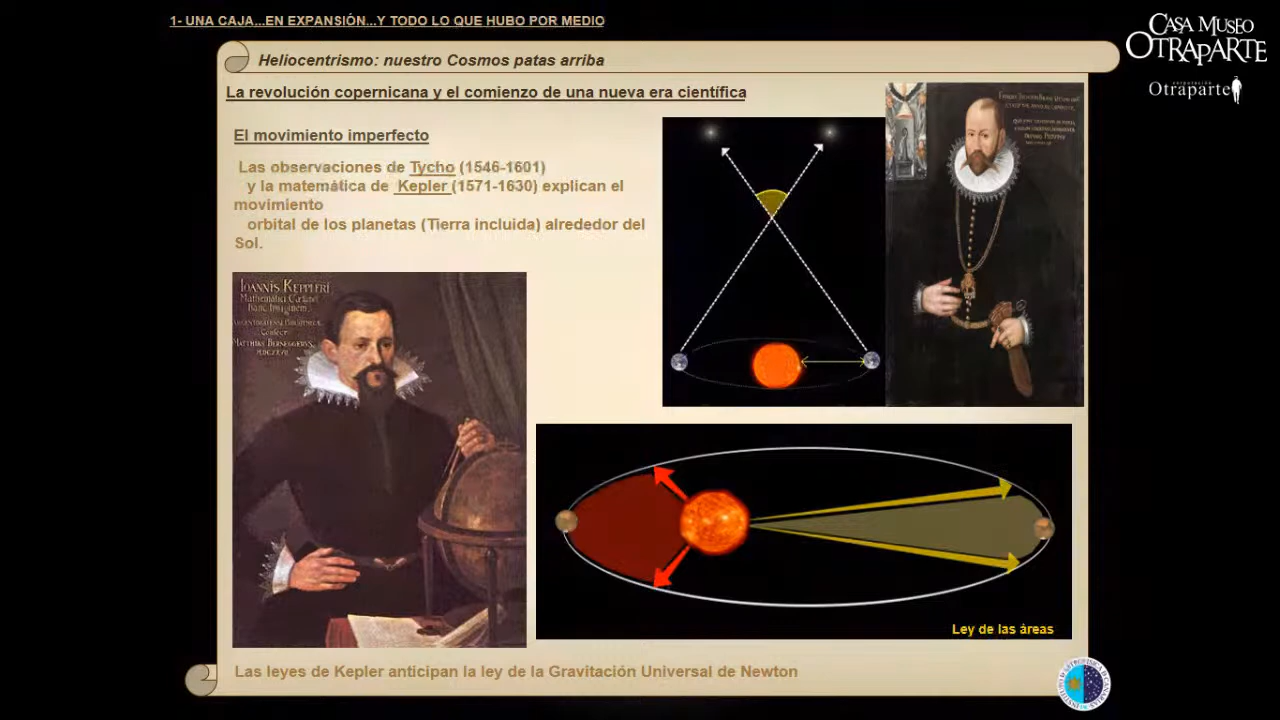 1- UNA CAJA...EN EXPANSIÓN...Y TODO LO QUE HUBO POR MEDIO
CASA MUSEO
OTRAPARTE
Otraparte
Heliocentrismo: nuestro Cosmos patas arriba
La revolución copernicana y el comienzo de una nueva era científica
El movimiento imperfecto
Las observaciones de Tycho (1546-1601)
y la matemática de Kepler (1571-1630) explican el
movimiento
orbital de los planetas (Tierra incluida) alrededor del
Sol.
IOANNIS KEPPLERI
Ley de las áreas
Las leyes de Kepler anticipan la ley de la Gravitación Universal de Newton